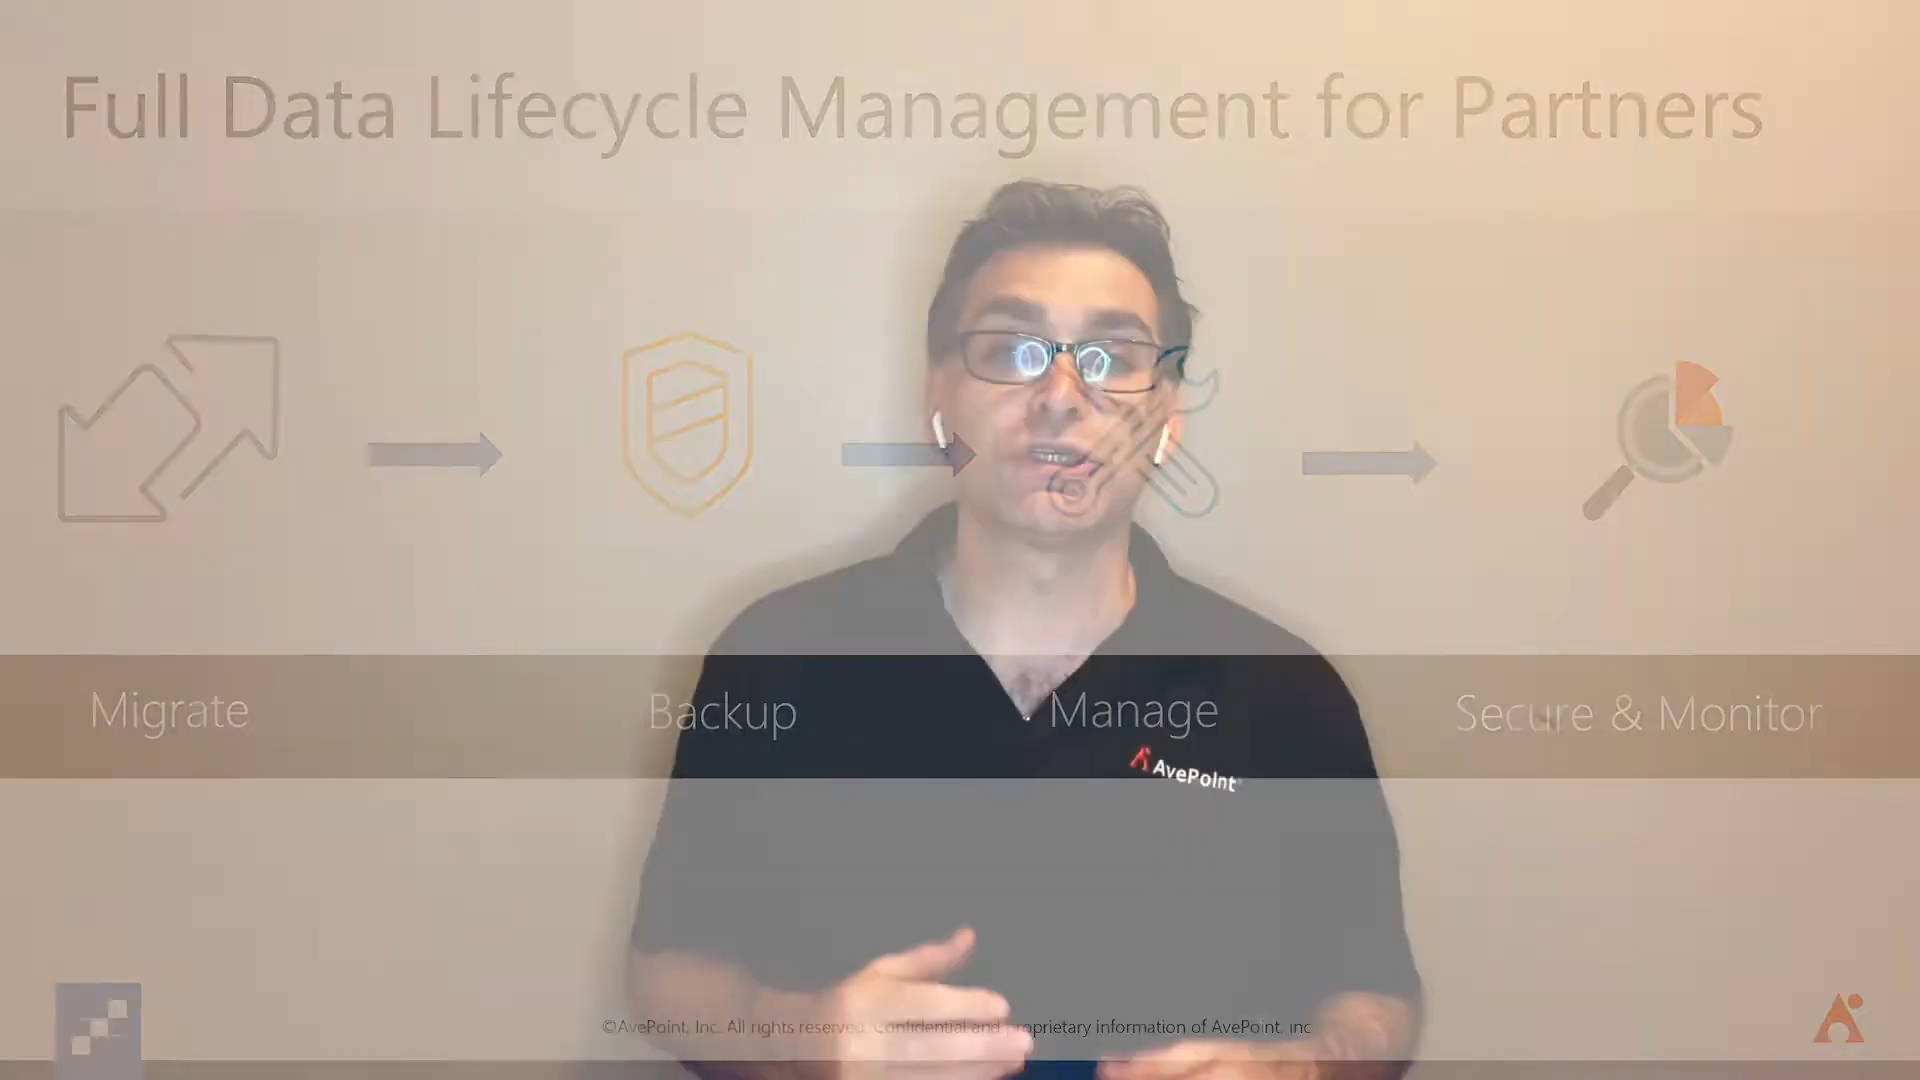 Full Data Lifecycle Management for Partners
Migrate
Backup
Manage
Secure & Monitor
AvePoint
©AvePoint, Inc. All rights reserved. Confidential and proprietary information of AvePoint, Inc